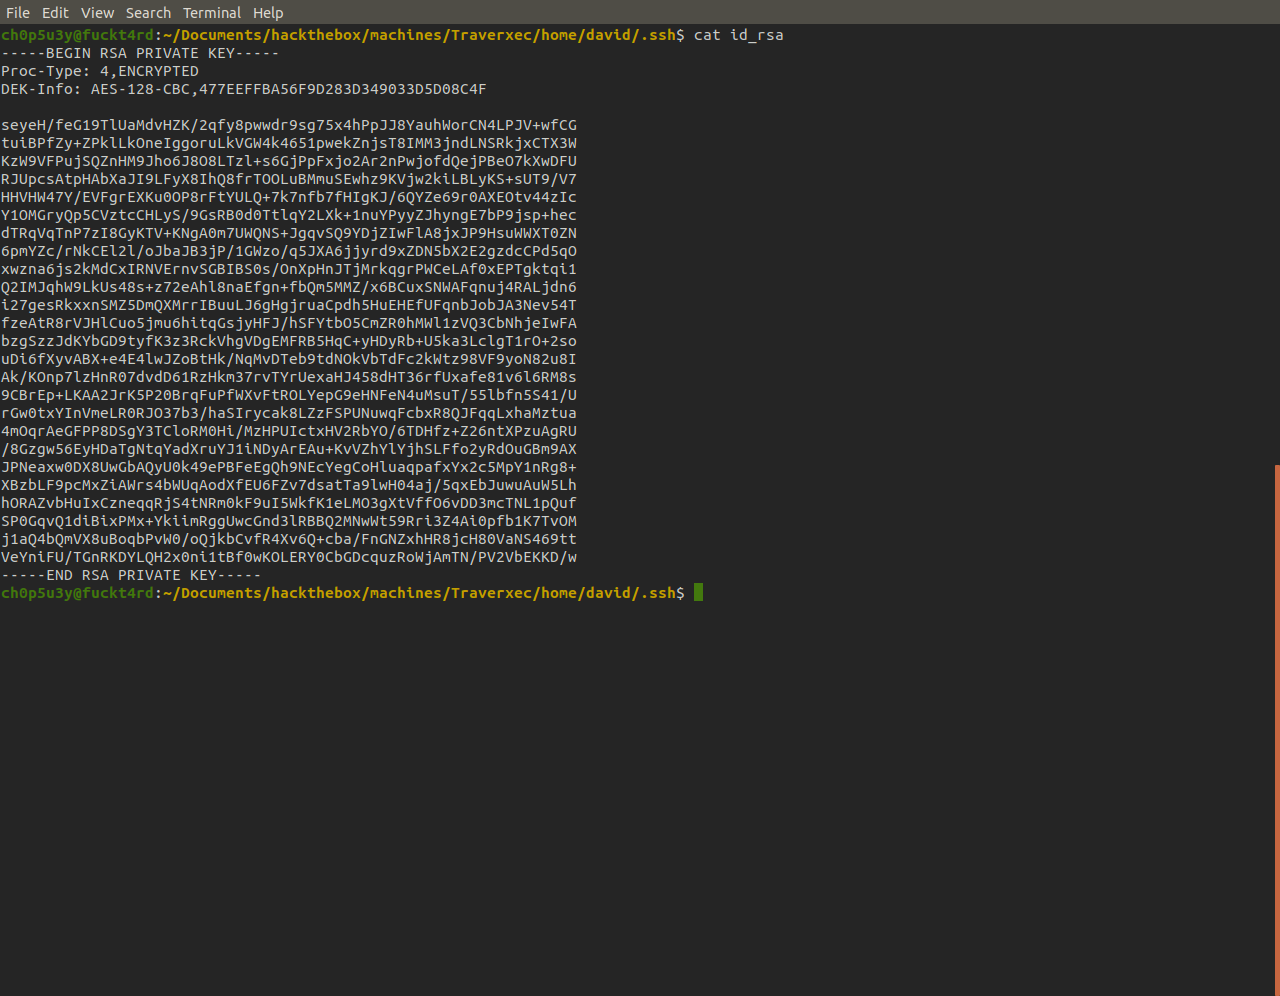 File Edit View Search Terminal Help
ch0p5u3y@fuckt4rd:~/Documents/hackthebox/machines/Traverxec/home/david/.ssh$ cat id_rsa
-----BEGIN RSA PRIVATE KEY-----
Proc-Type: 4,ENCRYPTED
DEK-Info: AES-128-CBC,477EEFFBA56F9D283D349033D5D08C4F

seyeH/feG19TlUaMdvHZK/2qfy8pwwdr9sg75x4hPpJJ8YauhWorCN4LPJV+wfCG
tuiBPfZy+ZPklLkOneIggoruLkVGW4k4651pwekZnjsT8IMM3jndLNSRkjxCTX3W
KzW9VFPujSQZnHM9Jho6J8O8LTzl+s6GjPpFxjo2Ar2nPwjofdQejPBeO7kXwDFU
RJUpcsAtpHAbXaJI9LFyX8IhQ8frTOOLuBMmuSEwhz9KVjw2kiLBLyKS+sUT9/V7
HHVHW47Y/EVFgrEXKu0OP8rFtYULQ+7k7nfb7fHIgKJ/6QYZe69r0AXEOtv44zIc
Y1OMGryQp5CVztcCHLyS/9GsRB0d0TtlqY2LXk+1nuYPyyZJhyngE7bP9jsp+hec
dTRqVqTnP7zI8GyKTV+KNgA0m7UWQNS+JgqvSQ9YDjZIwFlA8jxJP9HsuWWXT0ZN
6pmYZc/rNkCEl2l/oJbaJB3jP/1GWzo/q5JXA6jjyrd9xZDN5bX2E2gzdcCPd5qO
xwzna6js2kMdCxIRNVErnvSGBIBS0s/OnXpHnJTjMrkqgrPWCeLAf0xEPTgktqi1
Q2IMJqhW9LkUs48s+z72eAhl8naEfgn+fbQm5MMZ/x6BCuxSNWAFqnuj4RALjdn6
i27gesRkxxnSMZ5DmQXMrrIBuuLJ6gHgjruaCpdh5HuEHEfUFqnbJobJA3Nev54T
fzeAtR8rVJHlCuo5jmu6hitqGsjyHFJ/hSFYtbO5CmZR0hMWl1zVQ3CbNhjeIwFA
bzgSzzJdKYbGD9tyfK3z3RckVhgVDgEMFRB5HqC+yHDyRb+U5ka3LclgT1rO+2so
uDi6fXyvABX+e4E4lwJZoBtHk/NqMvDTeb9tdNOkVbTdFc2kWtz98VF9yoN82u8I
Ak/KOnp7lzHnR07dvdD61RzHkm37rvTYrUexaHJ458dHT36rfUxafe81v6l6RM8s
9CBrEp+LKAA2JrK5P20BrqFuPfWXvFtROLYepG9eHNFeN4uMsuT/55lbfn5S41/U
rGw0txYInVmeLR0RJO37b3/haSIrycak8LZzFSPUNuwqFcbxR8QJFqqLxhaMztua
4mOqrAeGFPP8DSgY3TCloRM0Hi/MzHPUIctxHV2RbYO/6TDHfz+Z26ntXPzuAgRU
/8Gzgw56EyHDaTgNtqYadXruYJ1iNDyArEAu+KvVZhYlYjhSLFfo2yRdOuGBm9AX
JPNeaxw0DX8UwGbAQyU0k49ePBFeEgQh9NEcYegCoHluaqpafxYx2c5MpY1nRg8+
XBzbLF9pcMxZiAWrs4bWUqAodXfEU6FZv7dsatTa9lwH04aj/5qxEbJuwuAuW5Lh
hORAZvbHuIxCzneqqRjS4tNRm0kF9uI5WkfK1eLMO3gXtVffO6vDD3mcTNL1pQuf
SP0GqvQ1diBixPMx+YkiimRggUwcGnd3lRBBQ2MNwWt59Rri3Z4Ai0pfb1K7TvOM
j1aQ4bQmVX8uBoqbPvW0/oQjkbCvfR4Xv6Q+cba/FnGNZxhHR8jcH80VaNS469tt
VeYniFU/TGnRKDYLQH2x0ni1tBf0wKOLERY0CbGDcquzRoWjAmTN/PV2VbEKKD/w
-----END RSA PRIVATE KEY-----
ch0p5u3y@fuckt4rd:~/Documents/hackthebox/machines/Traverxec/home/david/.ssh$